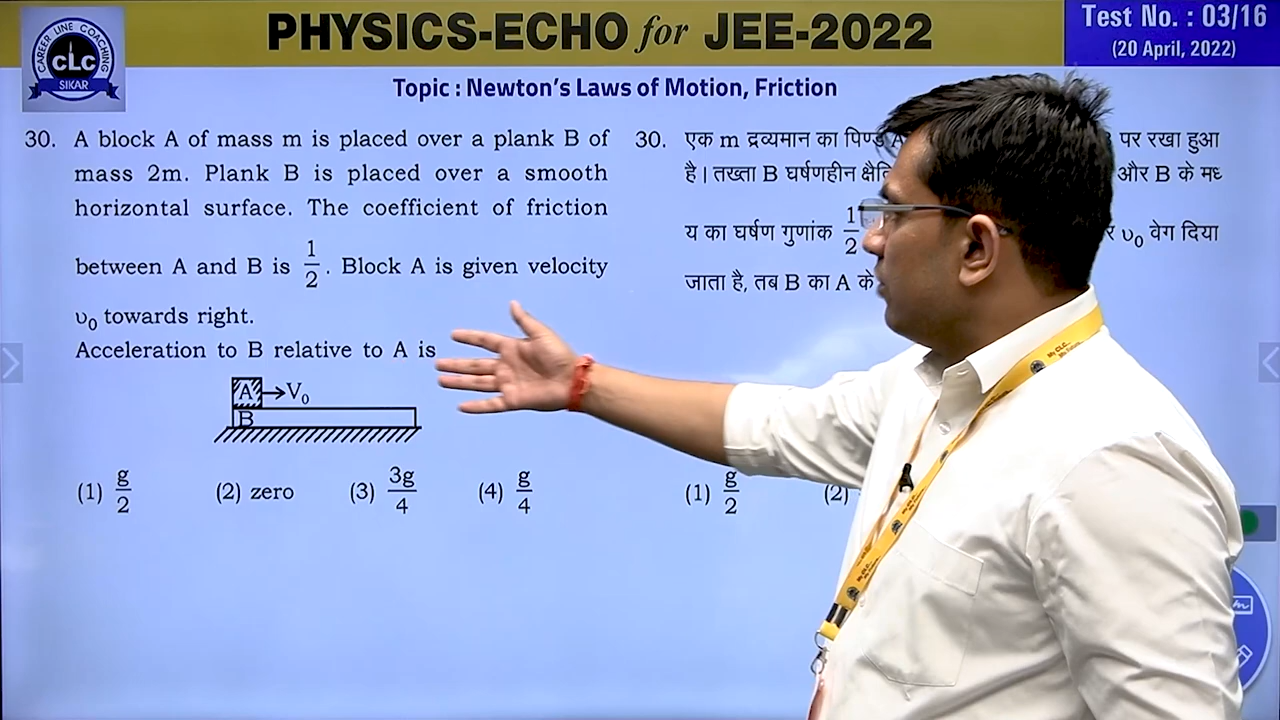 PHYSICS-ECHO for JEE-2022
Test No. : 03/16
(20 April, 2022)
CAREER LINE COACHING
CLC
SIKAR
Topic : Newton's Laws of Motion, Friction
30. A block A of mass m is placed over a plank B of
mass 2m. Plank B is placed over a smooth
horizontal surface. The coefficient of friction
between A and B is 1/2. Block A is given velocity
υ₀ towards right.
Acceleration to B relative to A is
A V₀
B
(1) g/2 (2) zero (3) 3g/4 (4) g/4
30. एक m द्रव्यमान का पिण्ड A पर रखा हुआ
है। तख्ता B घर्षणहीन और B के मध
य का घर्षण गुणांक 1/2 υ₀ वेग दिया
जाता है, तब B का A के
(1) g/2 (2)